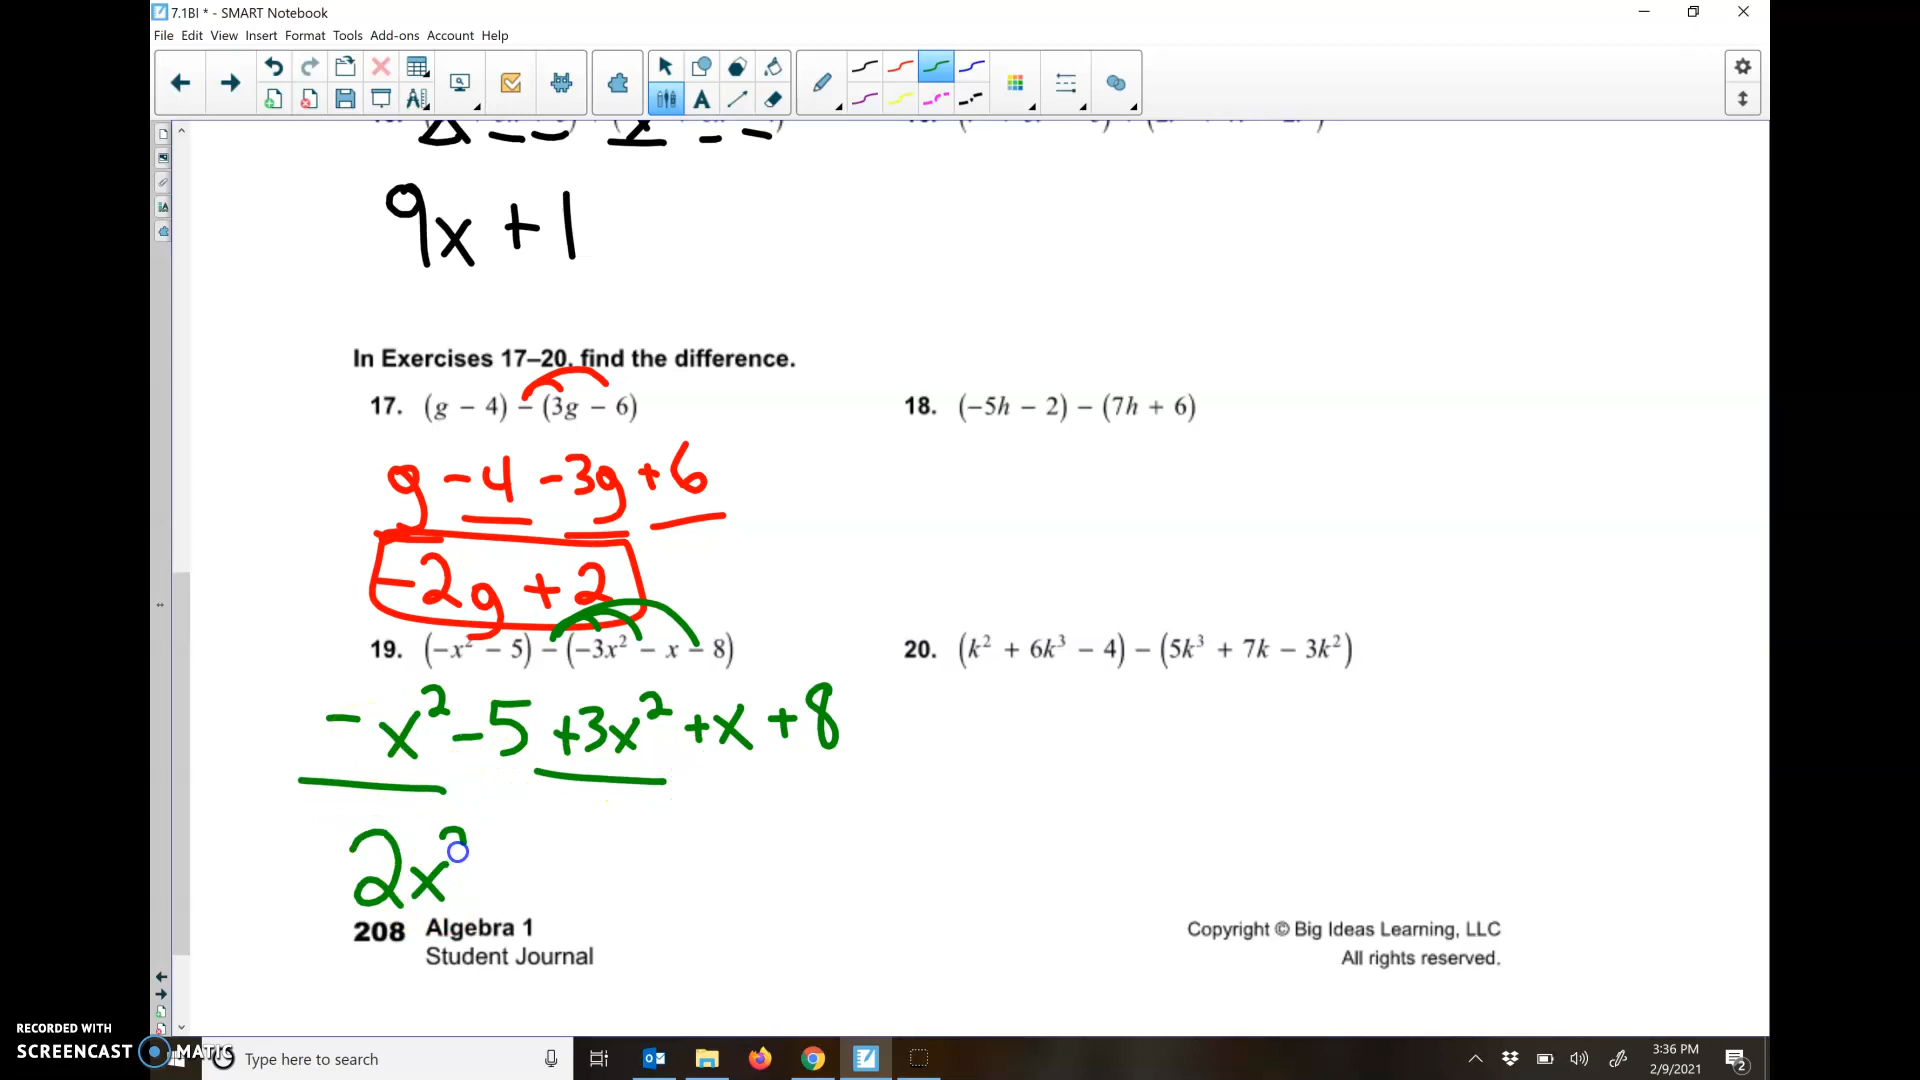 7.1BI * - SMART Notebook
File Edit View Insert Format Tools Add-ons Account Help
9x + 1
In Exercises 17–20, find the difference.
17. (g − 4) − (3g − 6)
18. (−5h − 2) − (7h + 6)
g − 4 − 3g + 6
−2g + 2
19. (−x² − 5) − (−3x² − x − 8)
20. (k² + 6k³ − 4) − (5k³ + 7k − 3k²)
−x² − 5 + 3x² + x + 8
2x²
208 Algebra 1
Student Journal
Copyright © Big Ideas Learning, LLC
All rights reserved.
RECORDED WITH
SCREENCAST MATIC
Type here to search
3:36 PM
2/9/2021
2